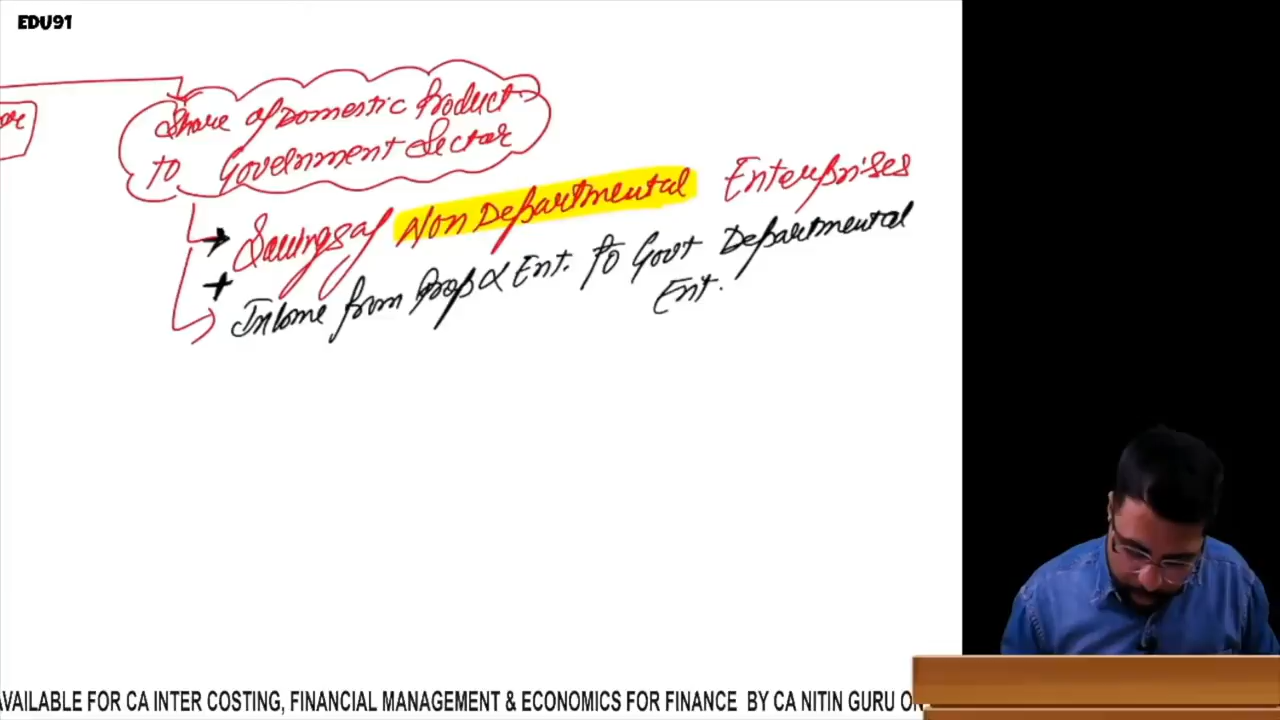 EDU91
Share of Domestic Product
to Government Sector
Savings of Non Departmental Enterprises
+
Income from Prop & Ent. to Govt Departmental
Ent.
AVAILABLE FOR CA INTER COSTING, FINANCIAL MANAGEMENT & ECONOMICS FOR FINANCE BY CA NITIN GURU ON